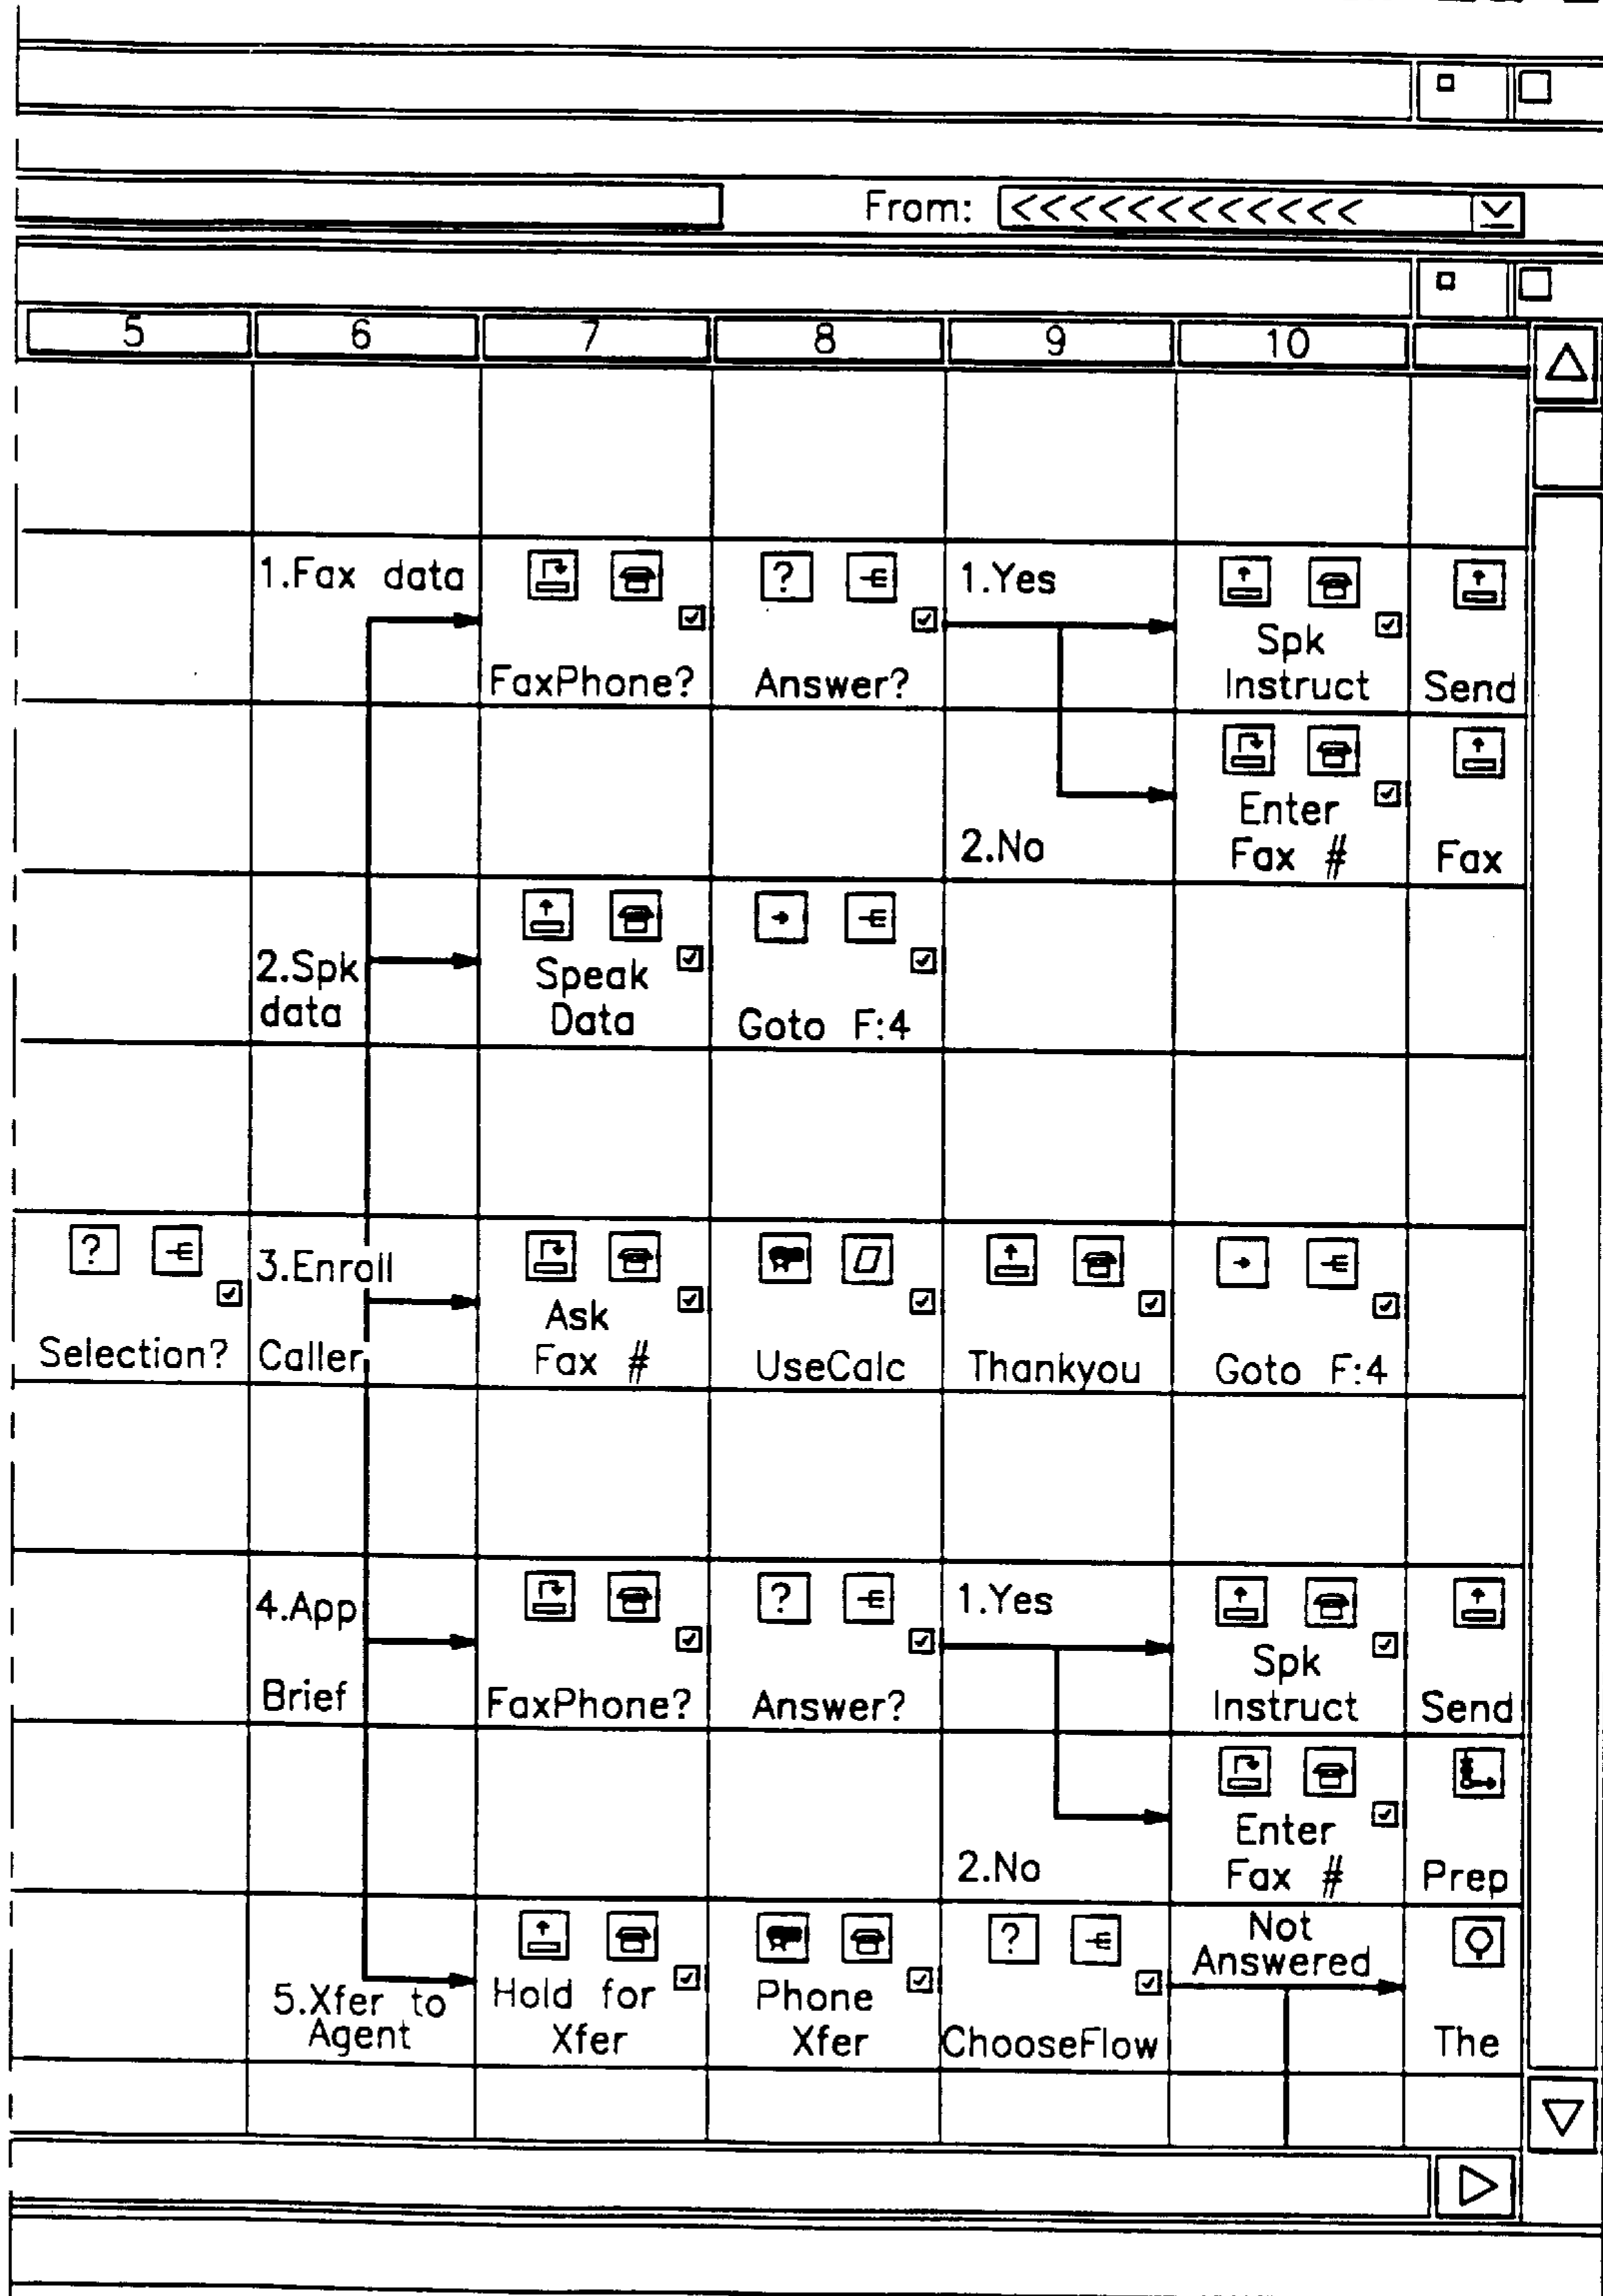 From: <<<<<<<<<<<<
5 6 7 8 9 10
1.Fax data
FaxPhone?
?
Answer?
1.Yes
Spk
Instruct
Send
2.No
Enter
Fax #
Fax
2.Spk
data
Speak
Data
Goto F:4
?
Selection?
3.Enroll
Caller
Ask
Fax #
UseCalc
Thankyou
Goto F:4
4.App
Brief
FaxPhone?
?
Answer?
1.Yes
Spk
Instruct
Send
2.No
Enter
Fax #
Prep
5.Xfer to
Agent
Hold for
Xfer
Phone
Xfer
?
ChooseFlow
Not
Answered
The